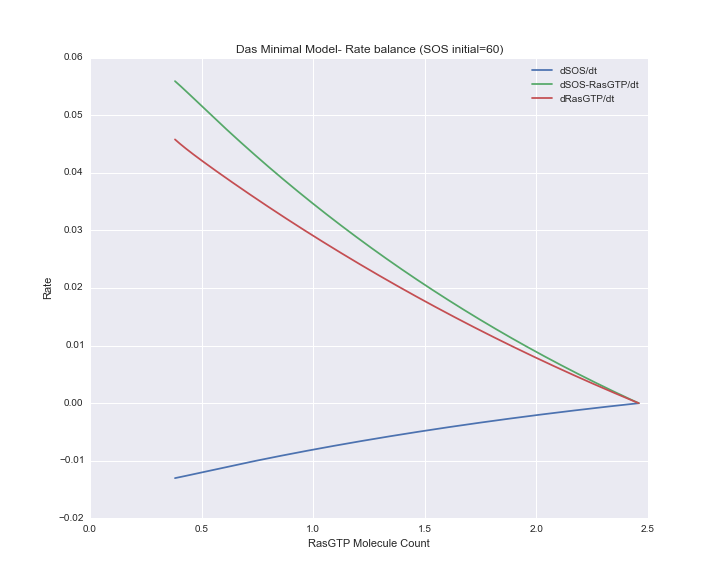 Das Minimal Model- Rate balance (SOS initial=60)
0.06
0.05
0.04
0.03
0.02
0.01
0.00
−0.01
−0.02
Rate
dSOS/dt
dSOS-RasGTP/dt
dRasGTP/dt
0.0 0.5 1.0 1.5 2.0 2.5
RasGTP Molecule Count